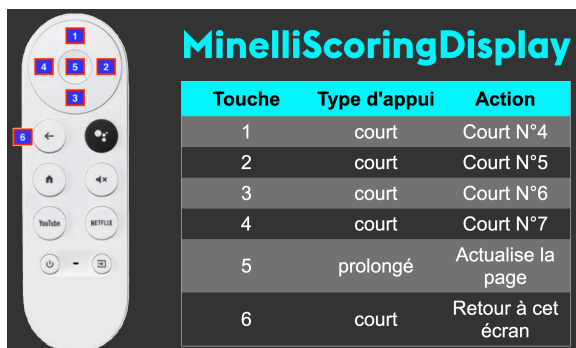 MinelliScoringDisplay
1
4 5 2
3
6
YouTube NETFLIX
Touche Type d'appui Action
1 court Court N°4
2 court Court N°5
3 court Court N°6
4 court Court N°7
5 prolongé Actualise la
page
6 court Retour à cet
écran